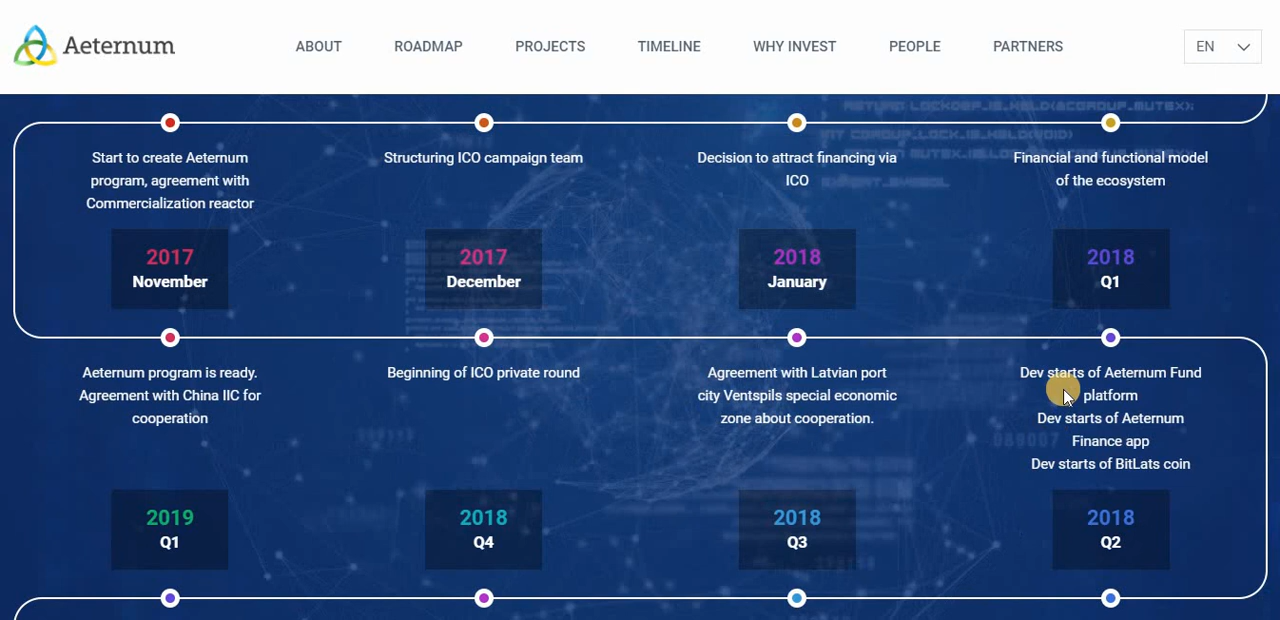 Aeternum
ABOUT
ROADMAP
PROJECTS
TIMELINE
WHY INVEST
PEOPLE
PARTNERS
EN
Start to create Aeternum
program, agreement with
Commercialization reactor
Structuring ICO campaign team
Decision to attract financing via
ICO
Financial and functional model
of the ecosystem
2017
November
2017
December
2018
January
2018
Q1
Aeternum program is ready.
Agreement with China IIC for
cooperation
Beginning of ICO private round
Agreement with Latvian port
city Ventspils special economic
zone about cooperation.
Dev starts of Aeternum Fund
platform
Dev starts of Aeternum
Finance app
Dev starts of BitLats coin
2019
Q1
2018
Q4
2018
Q3
2018
Q2